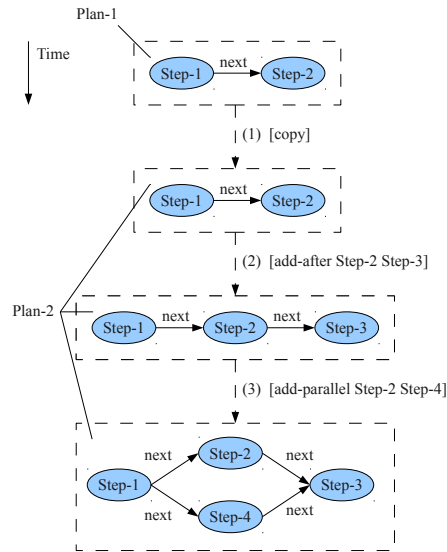 Plan-1
Time
next
Step-1
Step-2
(1) [copy]
next
Step-1
Step-2
(2) [add-after Step-2 Step-3]
Plan-2
next
next
Step-1
Step-2
Step-3
(3) [add-parallel Step-2 Step-4]
Step-2
next
next
Step-1
Step-3
next
next
Step-4